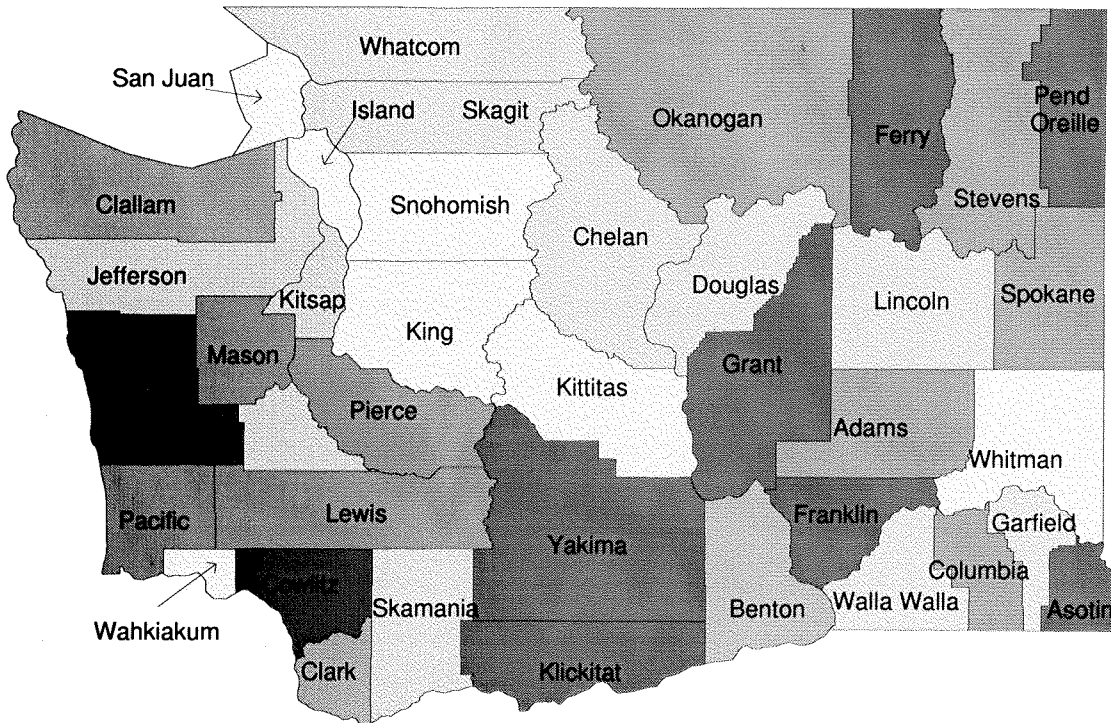 Whatcom
San Juan
Island
Skagit
Okanogan
Ferry
Pend
Oreille
Clallam
Snohomish
Stevens
Chelan
Jefferson
Kitsap
Douglas
Lincoln
Spokane
King
Mason
Grant
Kittitas
Pierce
Adams
Whitman
Pacific
Lewis
Yakima
Franklin
Garfield
Columbia
Cowlitz
Skamania
Benton
Walla Walla
Asotin
Wahkiakum
Clark
Klickitat